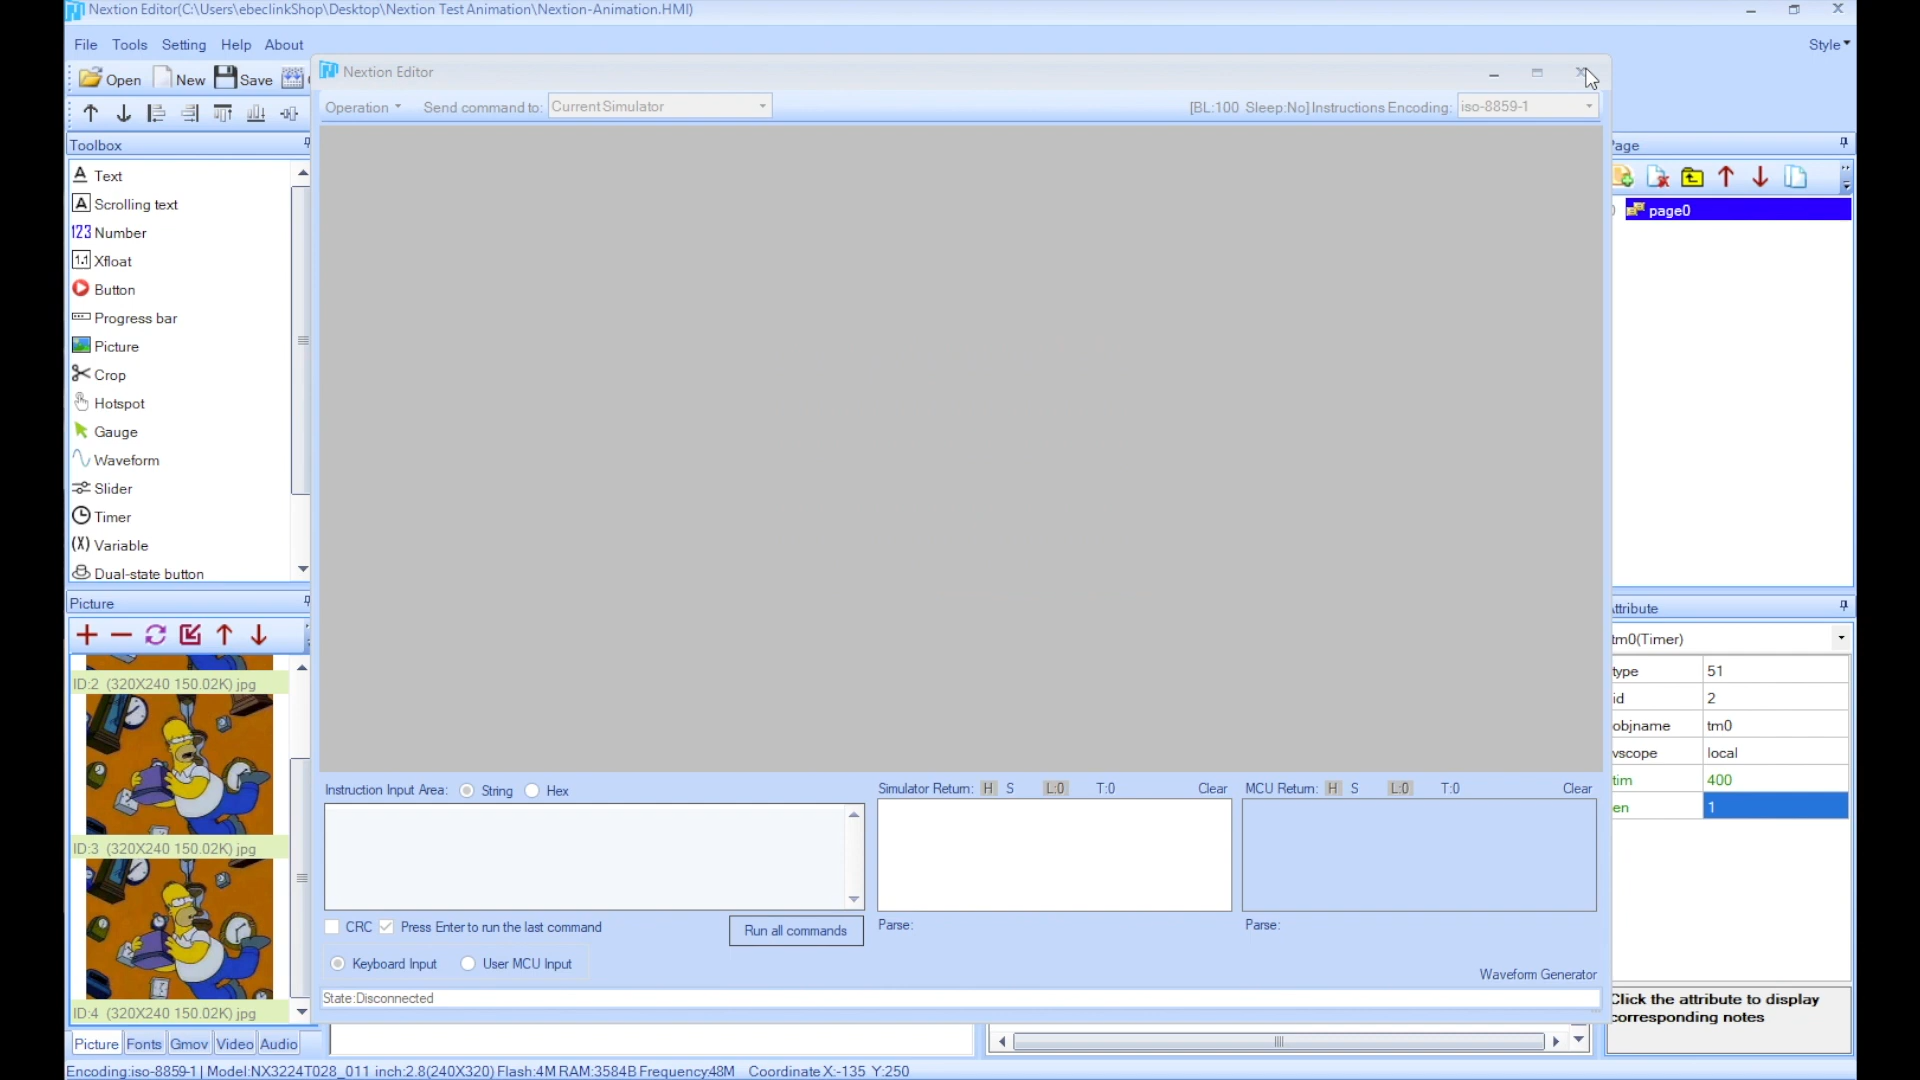 Nextion Editor(C:\Users\ebeclinkShop\Desktop\Nextion Test Animation\Nextion-Animation.HMI)
File Tools Setting Help About
Style
Open New Save
Nextion Editor
Operation Send command to: Current Simulator [BL:100 Sleep:No] Instructions Encoding: iso-8859-1
Toolbox
Text
Scrolling text
Number
Xfloat
Button
Progress bar
Picture
Crop
Hotspot
Gauge
Waveform
Slider
Timer
Variable
Dual-state button
Picture
ID:2 (320X240 150.02K) jpg
ID:3 (320X240 150.02K) jpg
ID:4 (320X240 150.02K) jpg
Picture Fonts Gmov Video Audio
Instruction Input Area: String Hex
CRC Press Enter to run the last command
Run all commands
Keyboard Input User MCU Input
State:Disconnected
Simulator Return: H S L:0 T:0 Clear
Parse:
MCU Return: H S L:0 T:0 Clear
Parse:
Waveform Generator
age
page0
ttribute
tm0(Timer)
type 51
id 2
objname tm0
vscope local
tim 400
en 1
Click the attribute to display
corresponding notes
Encoding:iso-8859-1 | Model:NX3224T028_011 inch:2.8(240X320) Flash:4M RAM:3584B Frequency:48M Coordinate X:-135 Y:250